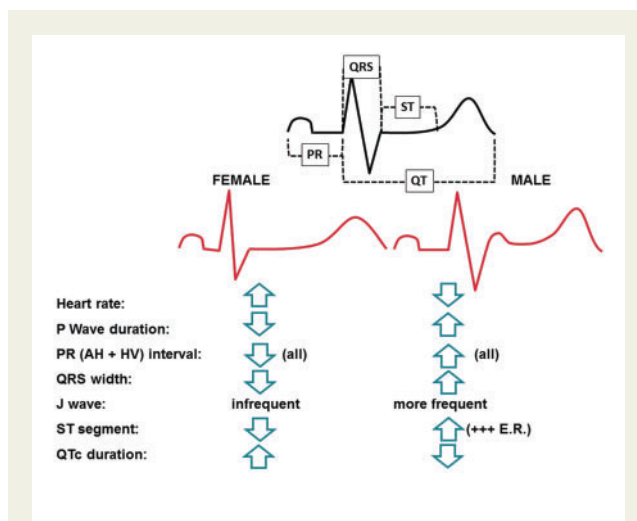 QRS
ST
PR
QT
FEMALE MALE
Heart rate:
P Wave duration:
PR (AH + HV) interval: (all) (all)
QRS width:
J wave: infrequent more frequent
ST segment: (+++ E.R.)
QTc duration: